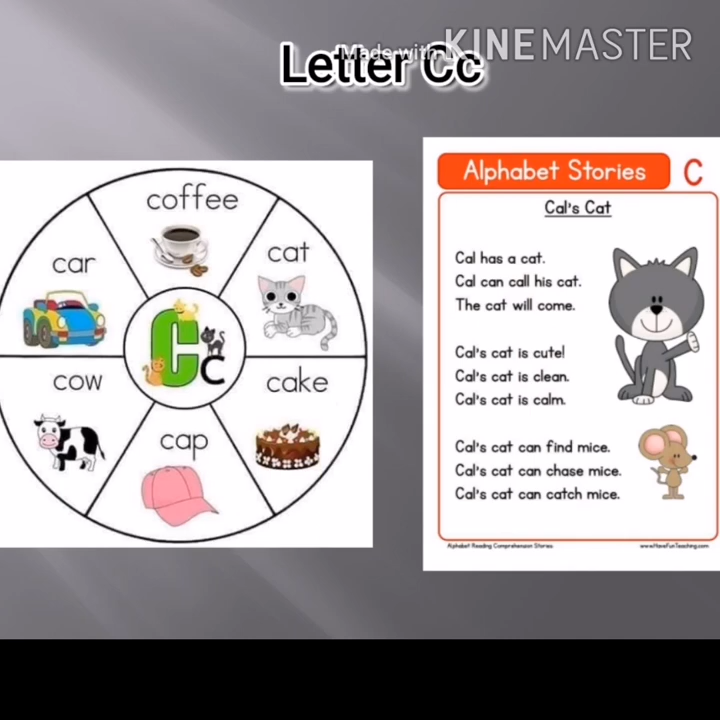 Made with
KINEMASTER
Letter Cc
coffee
car
cat
Cc
cow
cake
cap
Alphabet Stories C
Cal's Cat
Cal has a cat.
Cal can call his cat.
The cat will come.
Cal's cat is cute!
Cal's cat is clean.
Cal's cat is calm.
Cal's cat can find mice.
Cal's cat can chase mice.
Cal's cat can catch mice.
Alphabet Reading Comprehension Stories
www.HaveFunTeaching.com